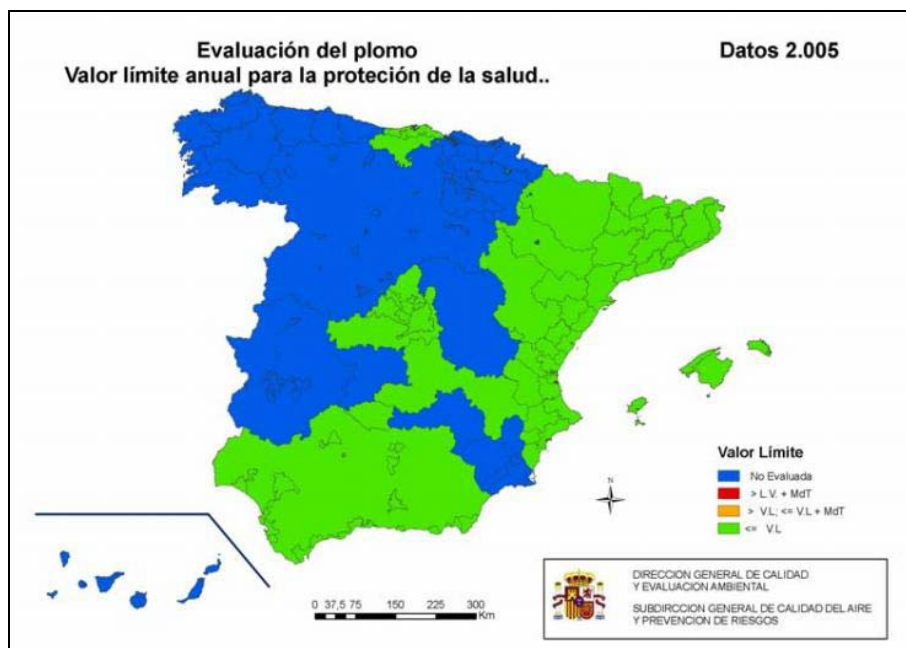 Evaluación del plomo
Valor límite anual para la proteción de la salud..
Datos 2.005
Valor Límite
No Evaluada
> L.V. + MdT
> V.L; <= V.L + MdT
<= V.L
N
0 37,5 75 150 225 300
Km
DIRECCION GENERAL DE CALIDAD
Y EVALUACION AMBIENTAL
SUBDIRCCION GENERAL DE CALIDAD DEL AIRE
Y PREVENCION DE RIESGOS